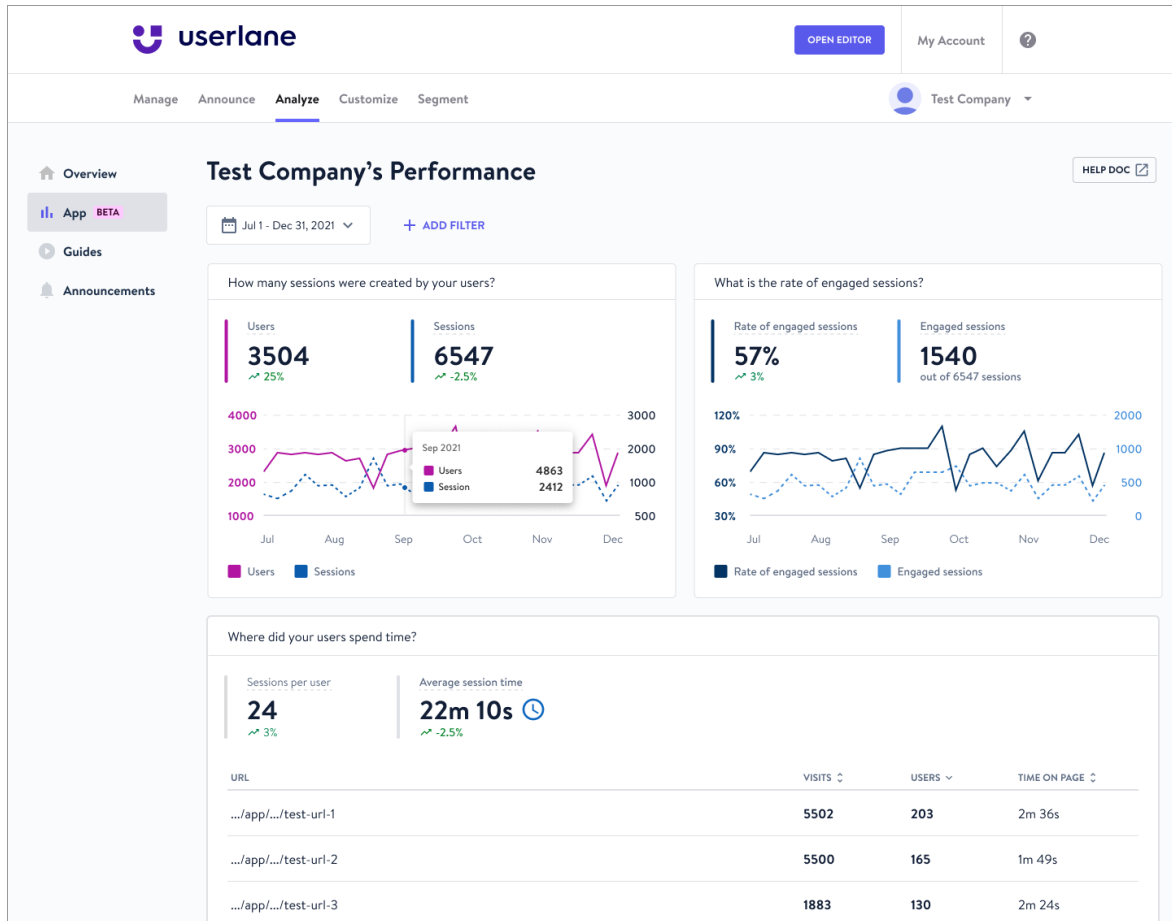 userlane
OPEN EDITOR
My Account
?
Manage Announce Analyze Customize Segment
Test Company
Overview
App BETA
Guides
Announcements
Test Company's Performance
HELP DOC
Jul 1 - Dec 31, 2021
+ ADD FILTER
How many sessions were created by your users?
Users
3504
25%
Sessions
6547
-2.5%
4000
3000
2000
1000
3000
2000
1000
500
Sep 2021
Users 4863
Session 2412
Jul Aug Sep Oct Nov Dec
Users Sessions
What is the rate of engaged sessions?
Rate of engaged sessions
57%
3%
Engaged sessions
1540
out of 6547 sessions
120%
90%
60%
30%
2000
1000
500
0
Jul Aug Sep Oct Nov Dec
Rate of engaged sessions Engaged sessions
Where did your users spend time?
Sessions per user
24
3%
Average session time
22m 10s
-2.5%
URL VISITS USERS TIME ON PAGE
.../app/.../test-url-1 5502 203 2m 36s
.../app/.../test-url-2 5500 165 1m 49s
.../app/.../test-url-3 1883 130 2m 24s